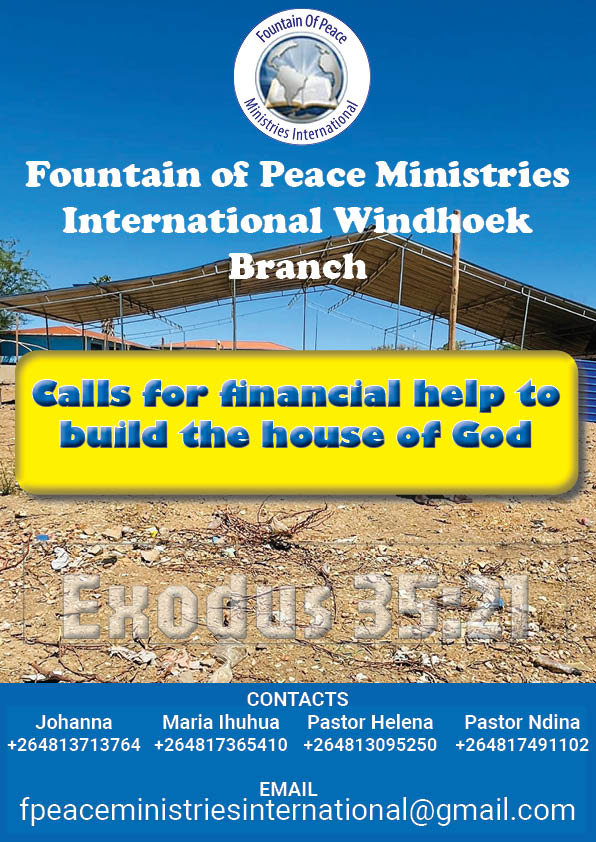 Fountain Of Peace
Ministries International
Fountain of Peace Ministries
International Windhoek
Branch
Calls for financial help to
build the house of God
Exodus 35:21
CONTACTS
Johanna Maria Ihuhua Pastor Helena Pastor Ndina
+264813713764 +264817365410 +264813095250 +264817491102
EMAIL
fpeaceministriesinternational@gmail.com